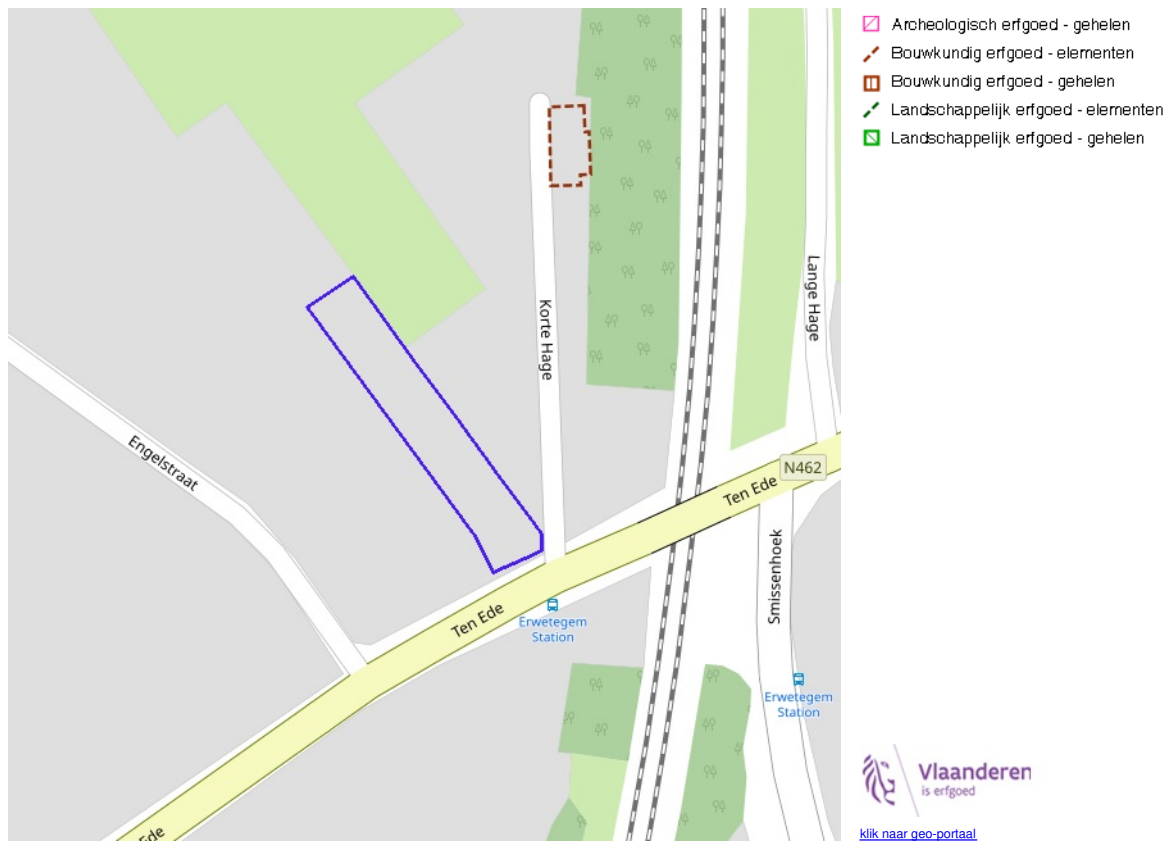 Archeologisch erfgoed - gehelen
Bouwkundig erfgoed - elementen
Bouwkundig erfgoed - gehelen
Landschappelijk erfgoed - elementen
Landschappelijk erfgoed - gehelen
Korte Hage
Lange Hage
Engelstraat
N462
Ten Ede
Smissenhoek
Ten Ede
Erwetegem
Station
Erwetegem
Station
Ede
Vlaanderen
is erfgoed
klik naar geo-portaal